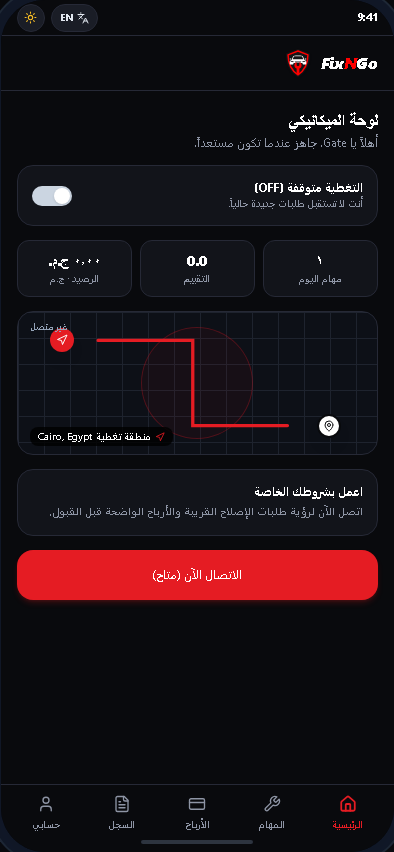 9:41
EN
FixNGo
لوحة الميكانيكي
أهلاً يا Gate، جاهز عندما تكون مستعداً.
التغطية متوقفة (OFF)
أنت لا تستقبل طلبات جديدة حالياً.
١
مهام اليوم
0.0
التقييم
٠٫٠٠ ج.م.
الرصيد · ج.م
غير متصل
منطقة تغطية Cairo, Egypt
اعمل بشروطك الخاصة
اتصل الآن لرؤية طلبات الإصلاح القريبة والأرباح الواضحة قبل القبول.
الاتصال الآن (متاح)
الرئيسية
المهام
الأرباح
السجل
حسابي